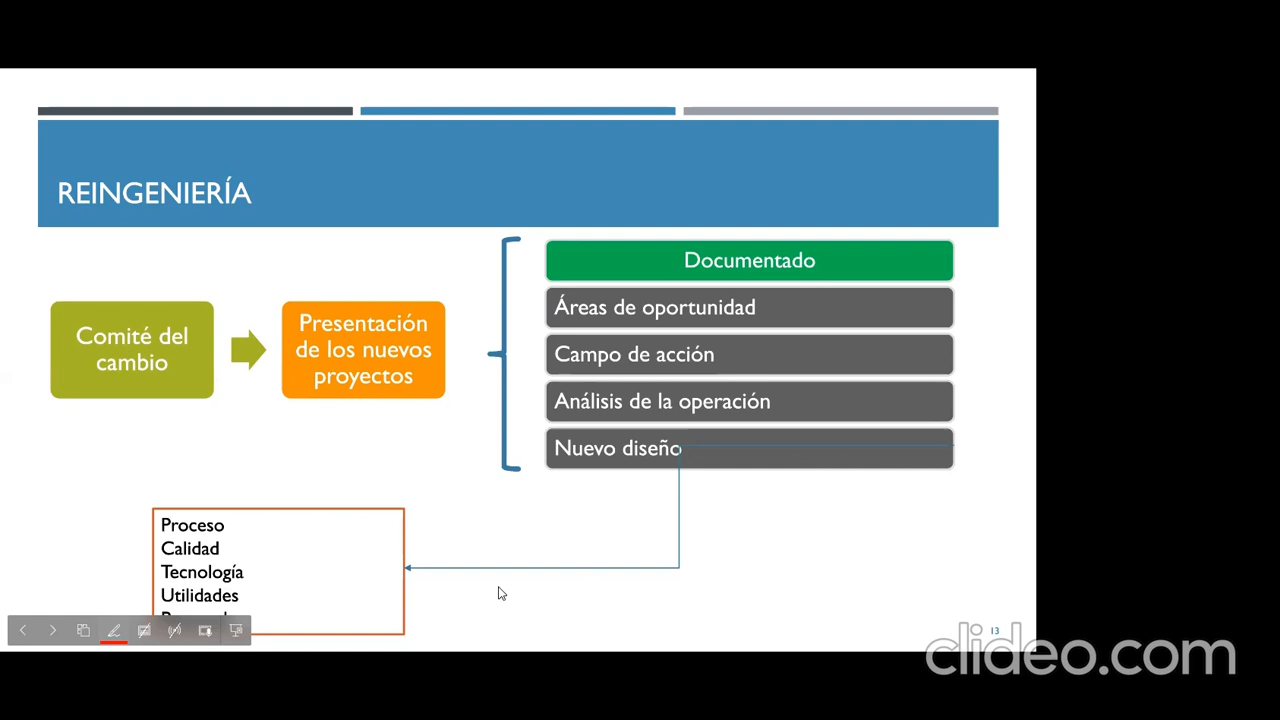 REINGENIERÍA
Comité del
cambio
Presentación
de los nuevos
proyectos
Documentado
Áreas de oportunidad
Campo de acción
Análisis de la operación
Nuevo diseño
Proceso
Calidad
Tecnología
Utilidades
13
clideo.com